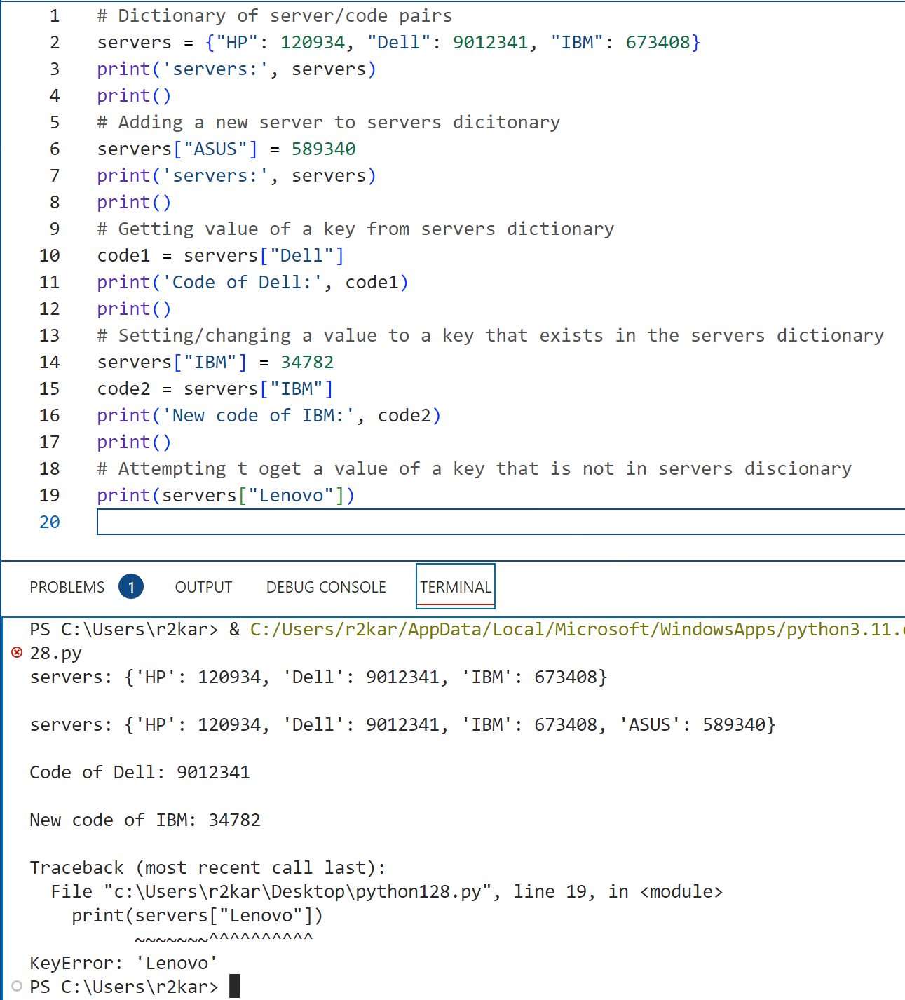 1 # Dictionary of server/code pairs
2 servers = {"HP": 120934, "Dell": 9012341, "IBM": 673408}
3 print('servers:', servers)
4 print()
5 # Adding a new server to servers dicitonary
6 servers["ASUS"] = 589340
7 print('servers:', servers)
8 print()
9 # Getting value of a key from servers dictionary
10 code1 = servers["Dell"]
11 print('Code of Dell:', code1)
12 print()
13 # Setting/changing a value to a key that exists in the servers dictionary
14 servers["IBM"] = 34782
15 code2 = servers["IBM"]
16 print('New code of IBM:', code2)
17 print()
18 # Attempting t oget a value of a key that is not in servers discionary
19 print(servers["Lenovo"])
20
PROBLEMS 1 OUTPUT DEBUG CONSOLE TERMINAL
PS C:\Users\r2kar> & C:/Users/r2kar/AppData/Local/Microsoft/WindowsApps/python3.11.
28.py
servers: {'HP': 120934, 'Dell': 9012341, 'IBM': 673408}
servers: {'HP': 120934, 'Dell': 9012341, 'IBM': 673408, 'ASUS': 589340}
Code of Dell: 9012341
New code of IBM: 34782
Traceback (most recent call last):
  File "c:\Users\r2kar\Desktop\python128.py", line 19, in <module>
    print(servers["Lenovo"])
          ~~~~~~~^^^^^^^^^^
KeyError: 'Lenovo'
PS C:\Users\r2kar>